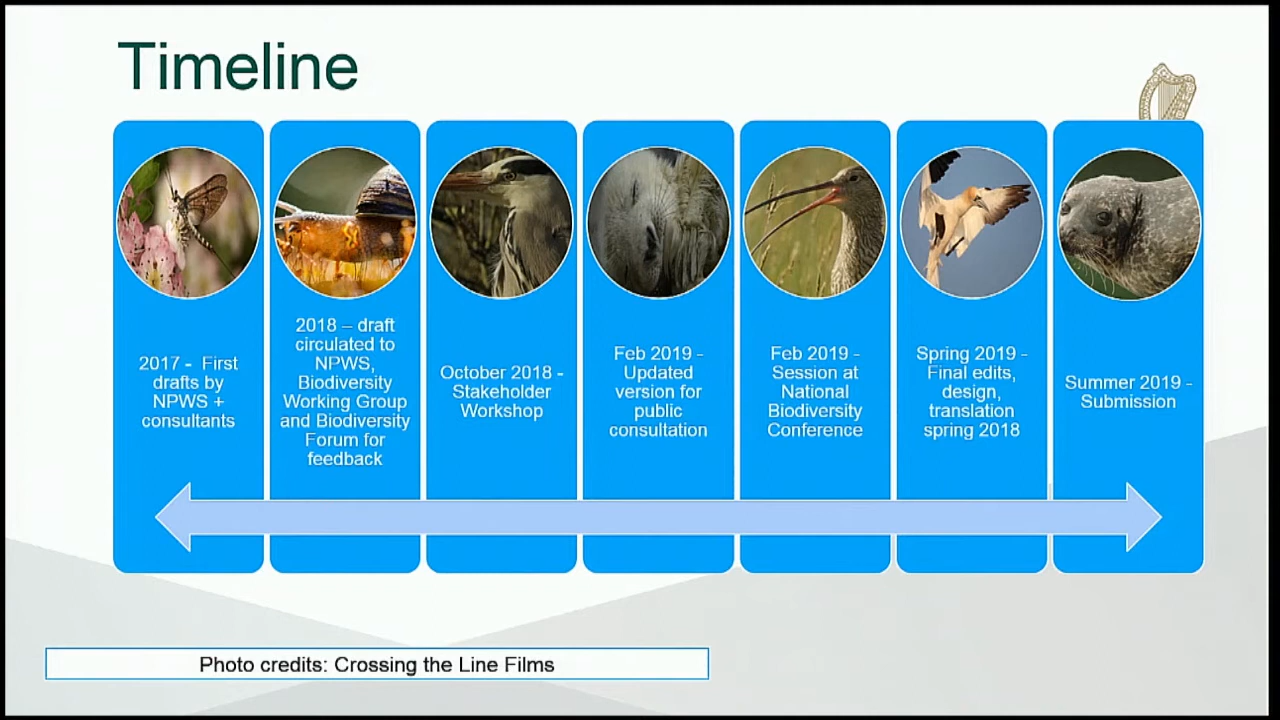 Timeline
2017 - First
drafts by
NPWS +
consultants
2018 – draft
circulated to
NPWS,
Biodiversity
Working Group
and Biodiversity
Forum for
feedback
October 2018 -
Stakeholder
Workshop
Feb 2019 -
Updated
version for
public
consultation
Feb 2019 -
Session at
National
Biodiversity
Conference
Spring 2019 -
Final edits,
design,
translation
spring 2018
Summer 2019 -
Submission
Photo credits: Crossing the Line Films